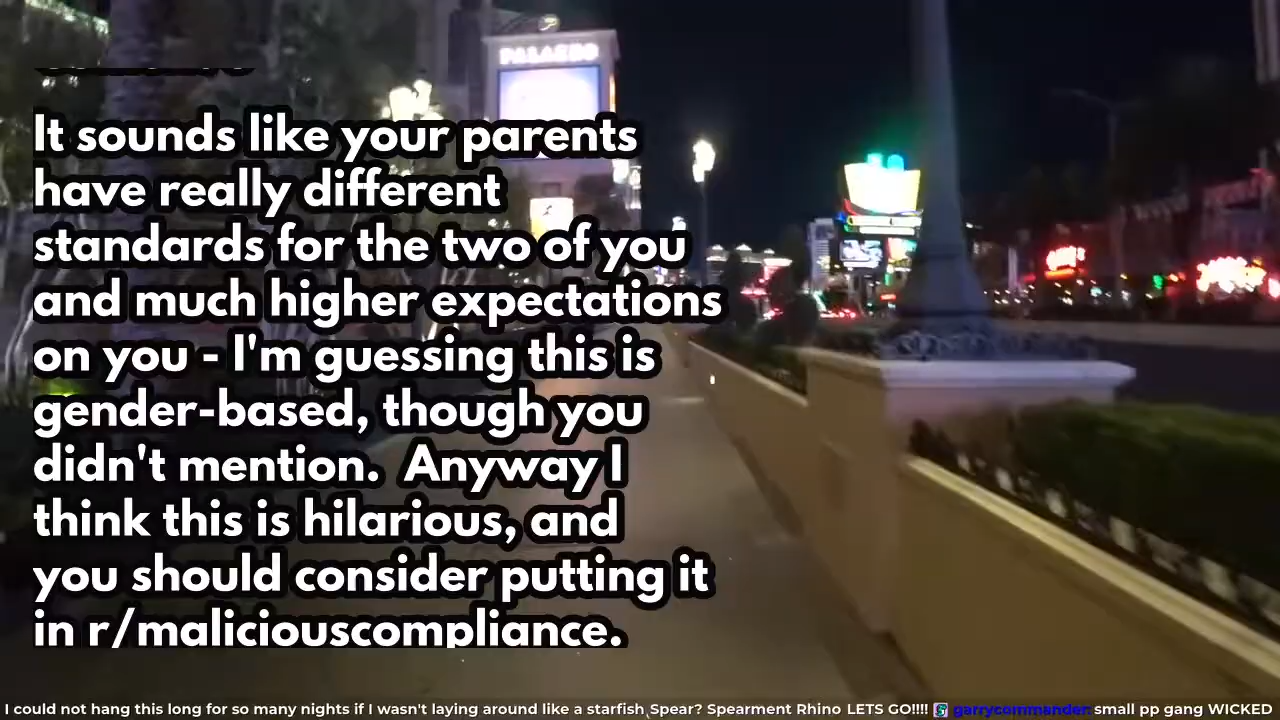 PALAZZO
It sounds like your parents
have really different
standards for the two of you
and much higher expectations
on you - I'm guessing this is
gender-based, though you
didn't mention.  Anyway I
think this is hilarious, and
you should consider putting it
in r/maliciouscompliance.
I could not hang this long for so many nights if I wasn't laying around like a starfish Spear? Spearment Rhino LETS GO!!!! garrycommander: small pp gang WICKED